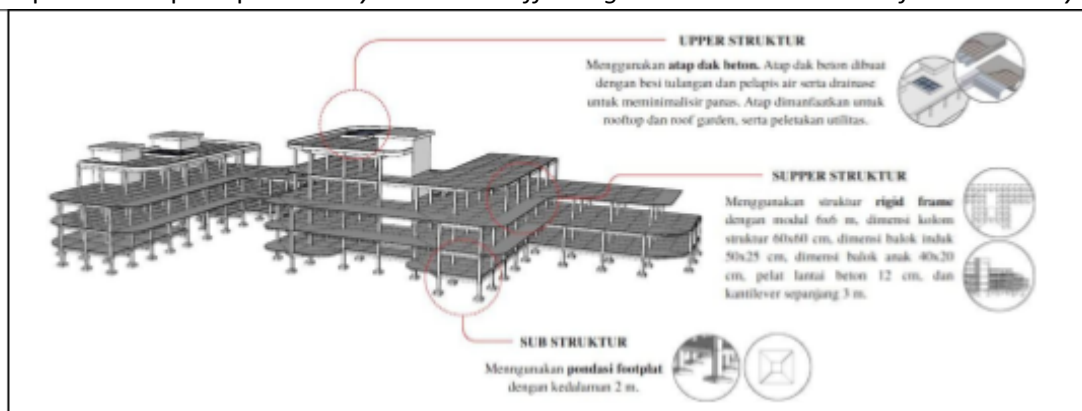 UPPER STRUKTUR
Menggunakan atap dak beton. Atap dak beton dibuat
dengan besi tulangan dan pelapis air serta drainase
untuk meminimalisir panas. Atap dimanfaatkan untuk
rooftop dan roof garden, serta peletakan utilitas.
SUPPER STRUKTUR
Menggunakan struktur rigid frame
dengan modul 6x6 m, dimensi kolom
struktur 60x60 cm, dimensi balok induk
50x25 cm, dimensi balok anak 40x20
cm, pelat lantai beton 12 cm, dan
kantilever sepanjang 3 m.
SUB STRUKTUR
Menngunakan pondasi footplat
dengan kedalaman 2 m.